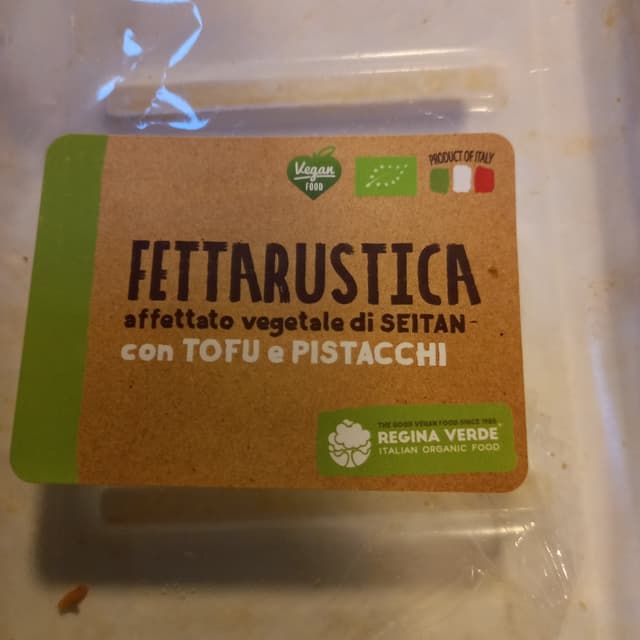 Vegan
FOOD
PRODUCT OF ITALY
FETTARUSTICA
affettato vegetale di SEITAN
con TOFU e PISTACCHI
THE GOOD VEGAN FOOD SINCE 1980
REGINA VERDE
ITALIAN ORGANIC FOOD